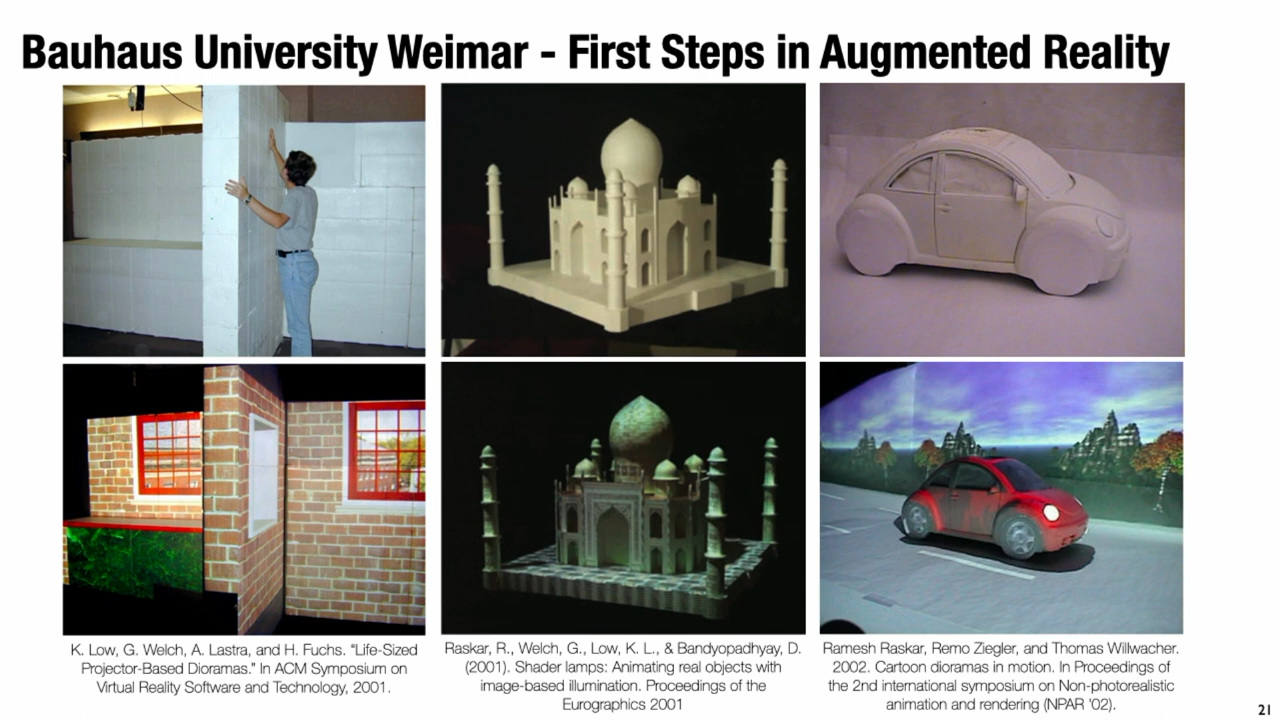 Bauhaus University Weimar - First Steps in Augmented Reality
K. Low, G. Welch, A. Lastra, and H. Fuchs. “Life-Sized
Projector-Based Dioramas.” In ACM Symposium on
Virtual Reality Software and Technology, 2001.
Raskar, R., Welch, G., Low, K. L., & Bandyopadhyay, D.
(2001). Shader lamps: Animating real objects with
image-based illumination. Proceedings of the
Eurographics 2001
Ramesh Raskar, Remo Ziegler, and Thomas Willwacher.
2002. Cartoon dioramas in motion. In Proceedings of
the 2nd international symposium on Non-photorealistic
animation and rendering (NPAR '02).
21